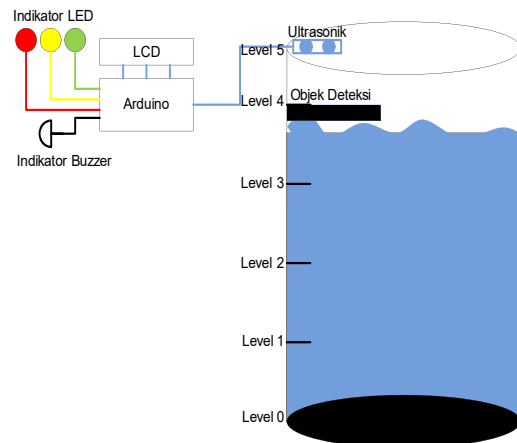 Indikator LED
LCD
Arduino
Indikator Buzzer
Ultrasonik
Level 5
Level 4
Objek Deteksi
Level 3
Level 2
Level 1
Level 0